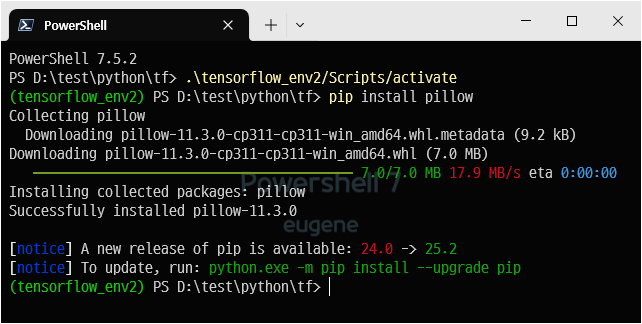 PowerShell
PowerShell 7.5.2
PS D:\test\python\tf> .\tensorflow_env2/Scripts/activate
(tensorflow_env2) PS D:\test\python\tf> pip install pillow
Collecting pillow
  Downloading pillow-11.3.0-cp311-cp311-win_amd64.whl.metadata (9.2 kB)
Downloading pillow-11.3.0-cp311-cp311-win_amd64.whl (7.0 MB)
7.0/7.0 MB 17.9 MB/s eta 0:00:00
Powershell 7
Installing collected packages: pillow
Successfully installed pillow-11.3.0
eugene
[notice] A new release of pip is available: 24.0 -> 25.2
[notice] To update, run: python.exe -m pip install --upgrade pip
(tensorflow_env2) PS D:\test\python\tf>